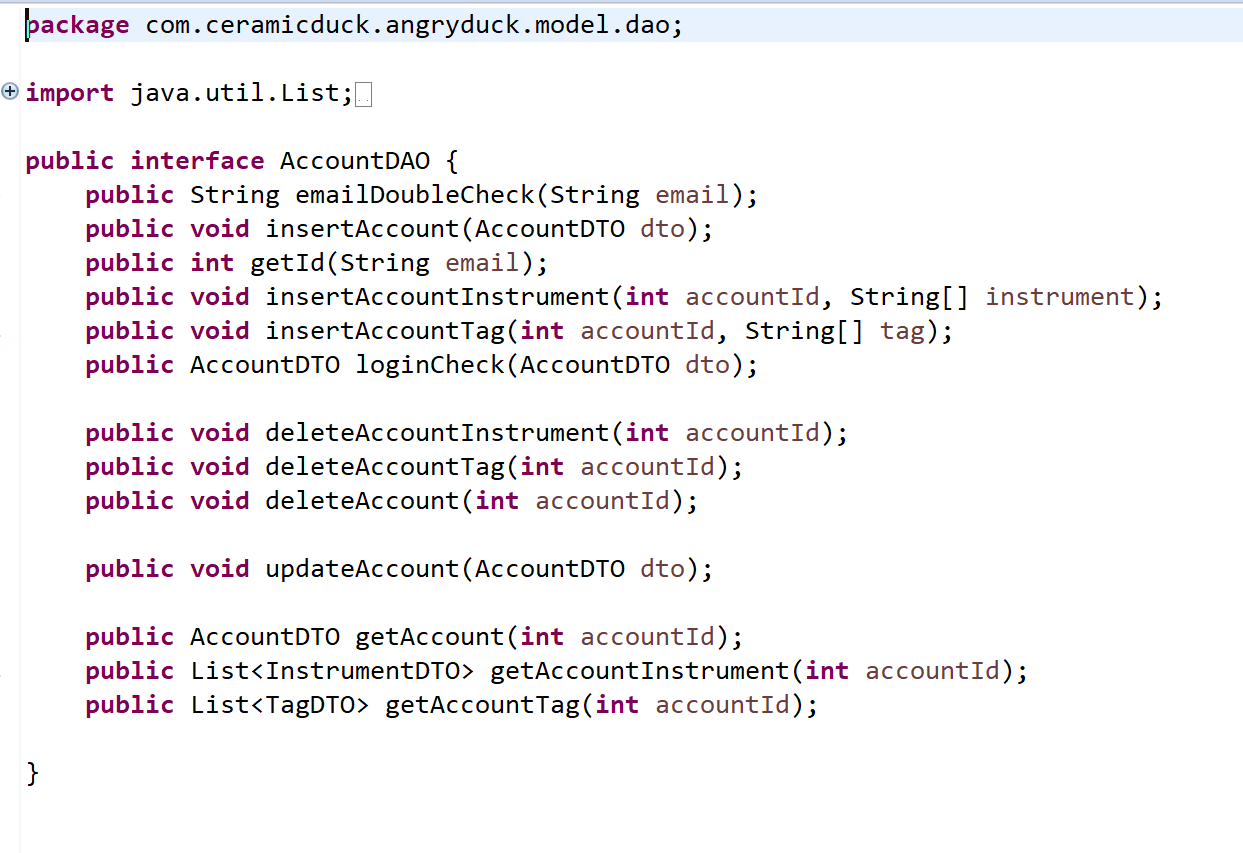 package com.ceramicduck.angryduck.model.dao;
import java.util.List;
public interface AccountDAO {
public String emailDoubleCheck(String email);
public void insertAccount(AccountDTO dto);
public int getId(String email);
public void insertAccountInstrument(int accountId, String[] instrument);
public void insertAccountTag(int accountId, String[] tag);
public AccountDTO loginCheck(AccountDTO dto);
public void deleteAccountInstrument(int accountId);
public void deleteAccountTag(int accountId);
public void deleteAccount(int accountId);
public void updateAccount(AccountDTO dto);
public AccountDTO getAccount(int accountId);
public List<InstrumentDTO> getAccountInstrument(int accountId);
public List<TagDTO> getAccountTag(int accountId);
}